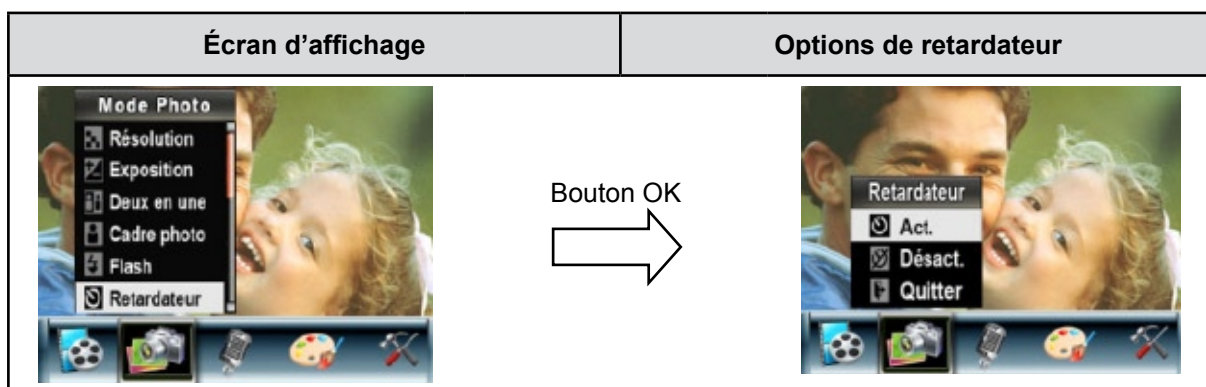 Écran d'affichage
Options de retardateur
Mode Photo
Résolution
Exposition
Deux en une
Cadre photo
Flash
Retardateur
Bouton OK
Retardateur
Act.
Désact.
Quitter